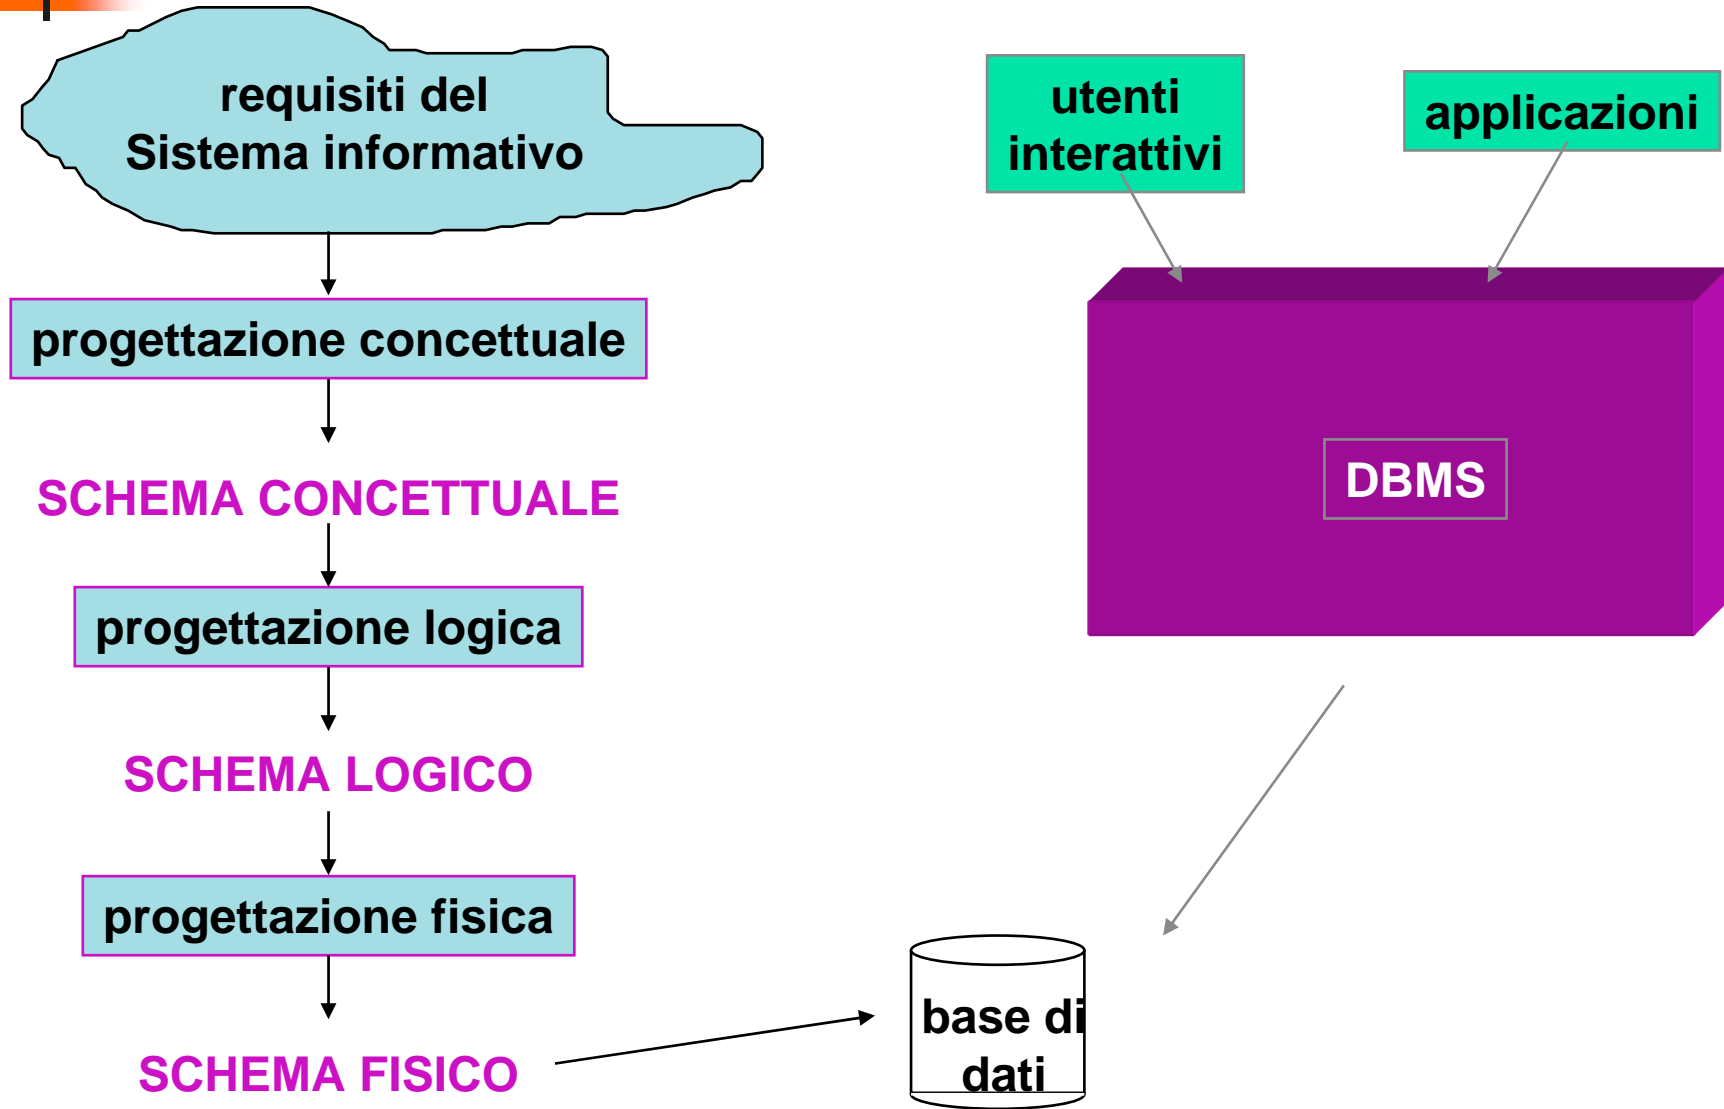 requisiti del
Sistema informativo
progettazione concettuale
SCHEMA CONCETTUALE
progettazione logica
SCHEMA LOGICO
progettazione fisica
SCHEMA FISICO
utenti
interattivi
applicazioni
DBMS
base di
dati